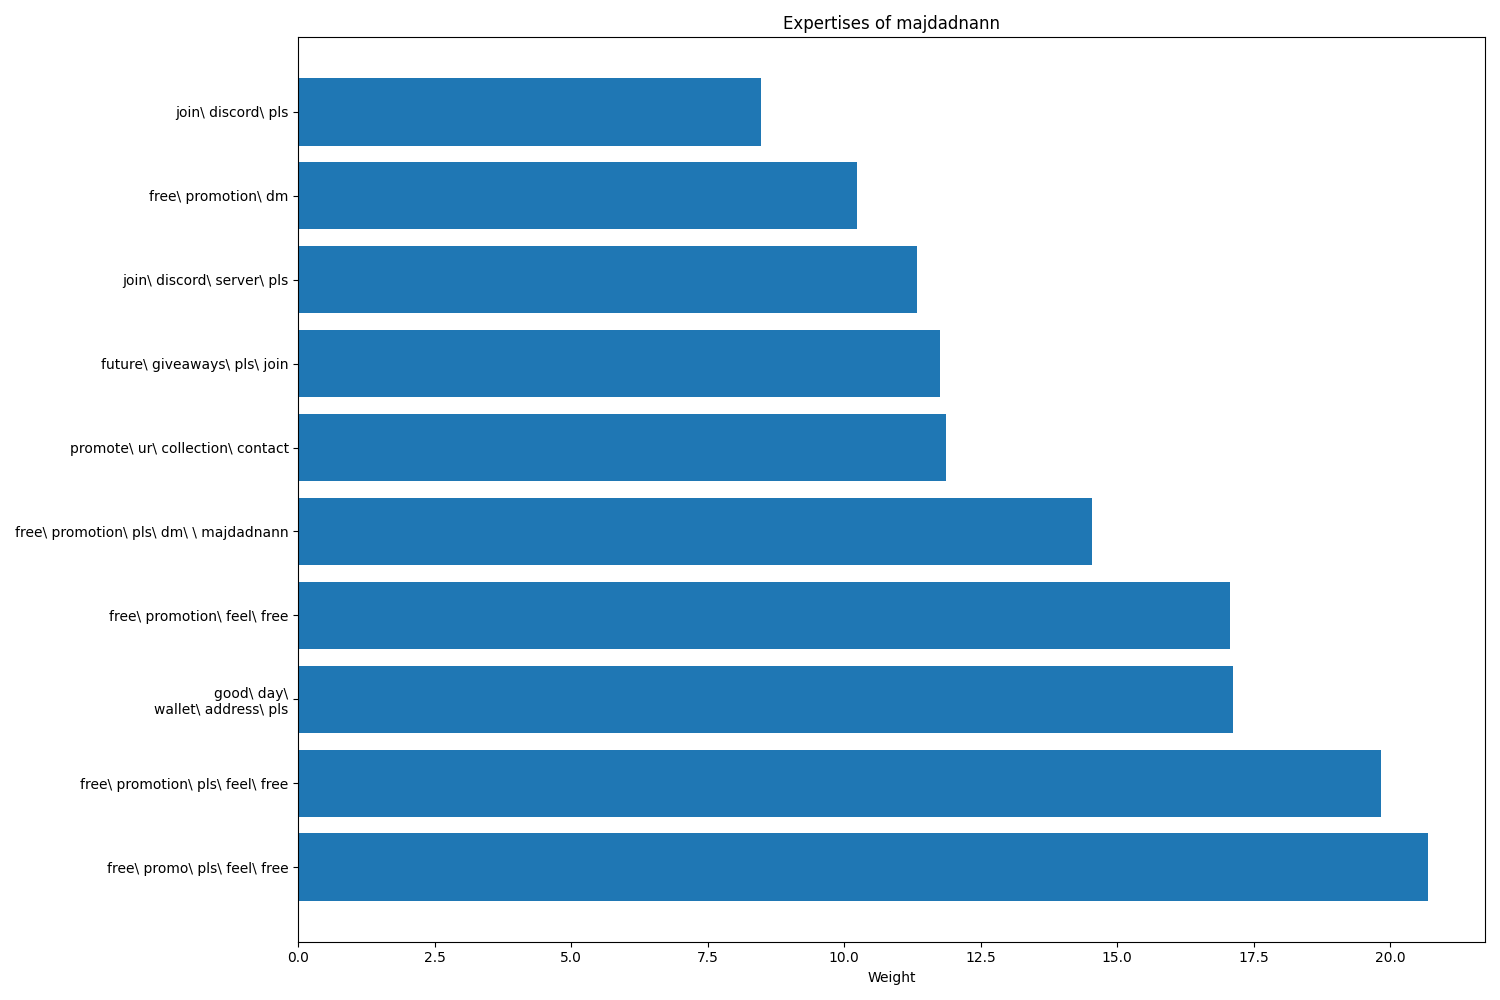 Expertises of majdadnann
join\ discord\ pls
free\ promotion\ dm
join\ discord\ server\ pls
future\ giveaways\ pls\ join
promote\ ur\ collection\ contact
free\ promotion\ pls\ dm\ \ majdadnann
free\ promotion\ feel\ free
good\ day\
wallet\ address\ pls
free\ promotion\ pls\ feel\ free
free\ promo\ pls\ feel\ free
0.0 2.5 5.0 7.5 10.0 12.5 15.0 17.5 20.0
Weight